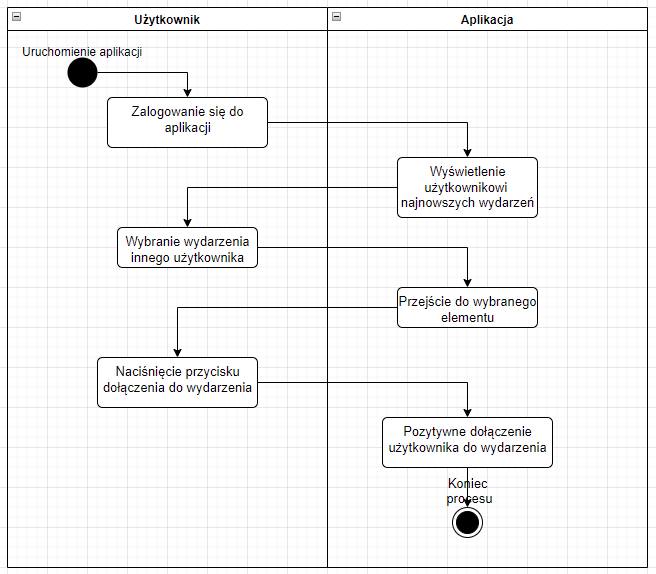 Użytkownik
Aplikacja
Uruchomienie aplikacji
Zalogowanie się do
aplikacji
Wyświetlenie
użytkownikowi
najnowszych wydarzeń
Wybranie wydarzenia
innego użytkownika
Przejście do wybranego
elementu
Naciśnięcie przycisku
dołączenia do wydarzenia
Pozytywne dołączenie
użytkownika do wydarzenia
Koniec
procesu